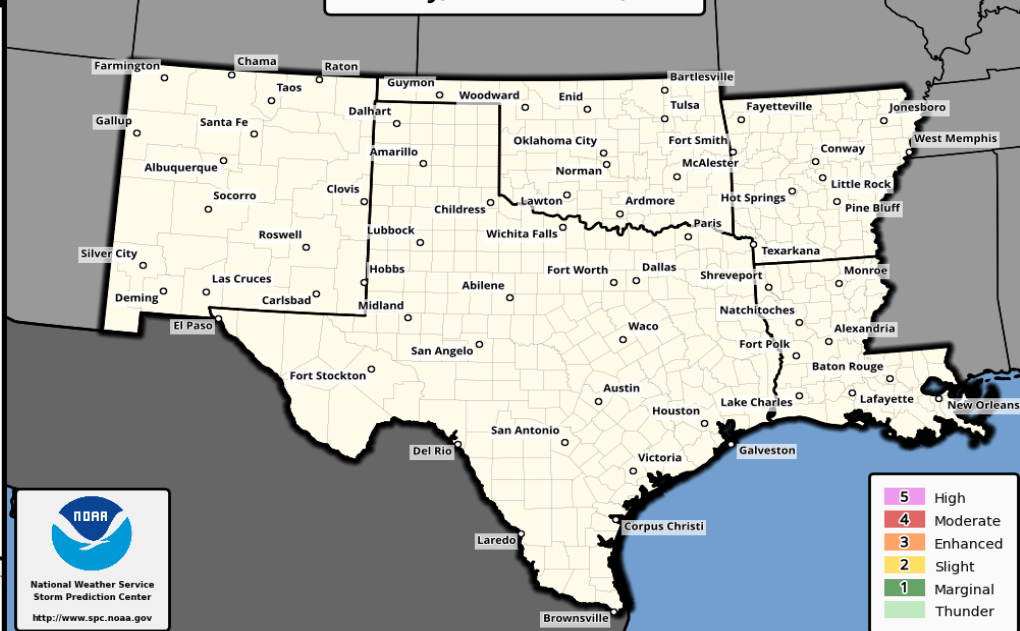 Farmington
Chama
Raton
Taos
Guymon
Woodward
Enid
Bartlesville
Tulsa
Fayetteville
Jonesboro
Gallup
Santa Fe
Dalhart
Oklahoma City
Fort Smith
West Memphis
Albuquerque
Amarillo
Norman
McAlester
Conway
Little Rock
Socorro
Clovis
Childress
Lawton
Ardmore
Hot Springs
Pine Bluff
Roswell
Lubbock
Wichita Falls
Paris
Texarkana
Silver City
Las Cruces
Hobbs
Fort Worth
Dallas
Shreveport
Monroe
Deming
Carlsbad
Midland
Abilene
Natchitoches
El Paso
San Angelo
Waco
Fort Polk
Alexandria
Fort Stockton
Austin
Baton Rouge
Houston
Lake Charles
Lafayette
New Orleans
Del Rio
San Antonio
Victoria
Galveston
Laredo
Corpus Christi
Brownsville
NOAA
National Weather Service
Storm Prediction Center
http://www.spc.noaa.gov
5 High
4 Moderate
3 Enhanced
2 Slight
1 Marginal
Thunder